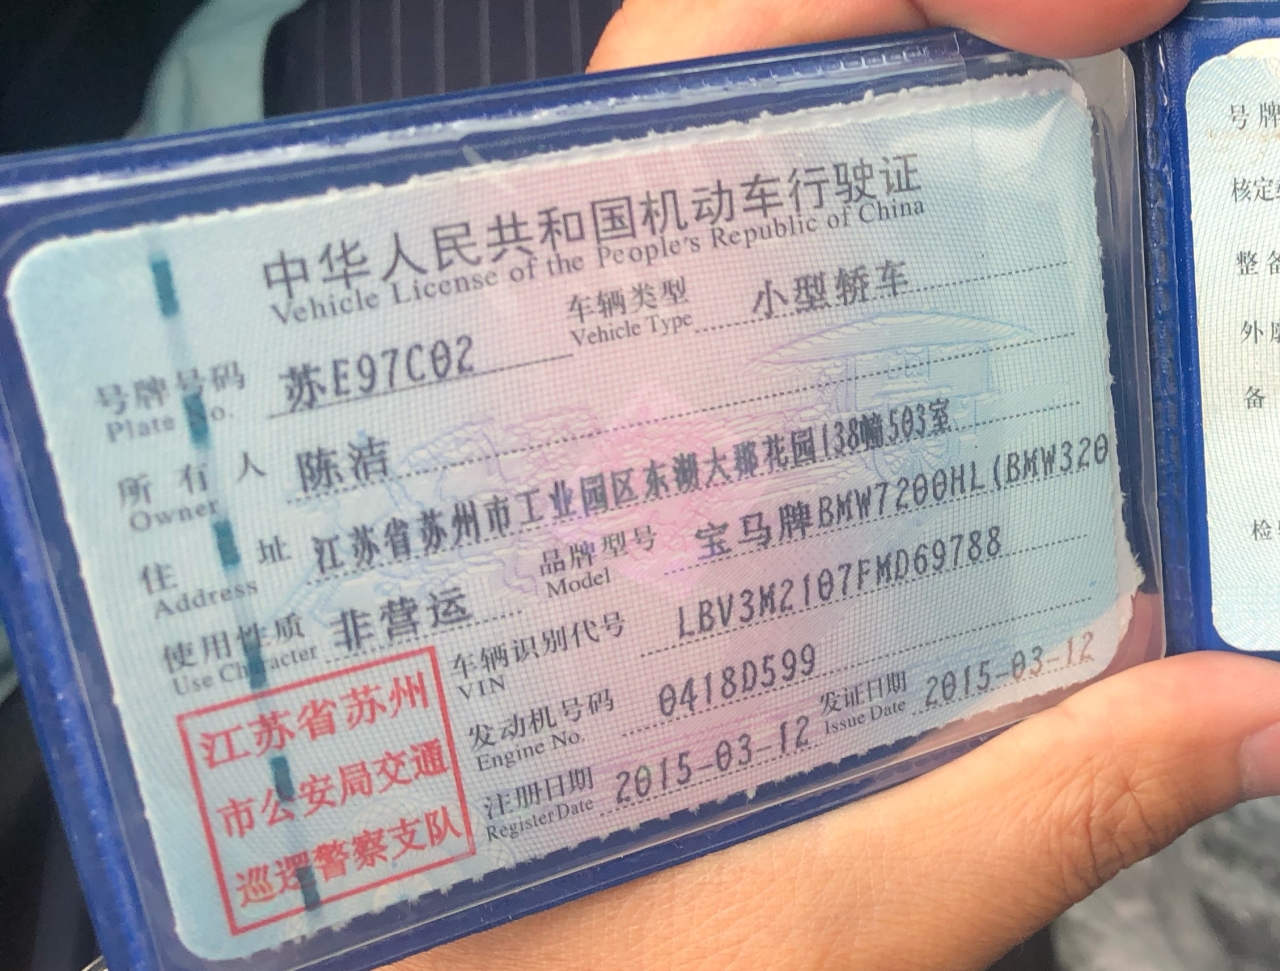 中华人民共和国机动车行驶证
Vehicle License of the People's Republic of China
号牌号码 苏E97C02 车辆类型 小型轿车
Plate No. Vehicle Type
所有人 陈洁
Owner
住址 江苏省苏州市工业园区东湖大郡花园138幢503室
Address
使用性质 非营运 品牌型号 宝马牌BMW7200HL(BMW320
Use Character Model
江苏省苏州
市公安局交通
巡逻警察支队
车辆识别代号 LBV3M2107FMD69788
VIN
发动机号码 0418D599
Engine No.
注册日期 2015-03-12 发证日期 2015-03-12
Register Date Issue Date
号牌
核定
整备
外廓
备
检